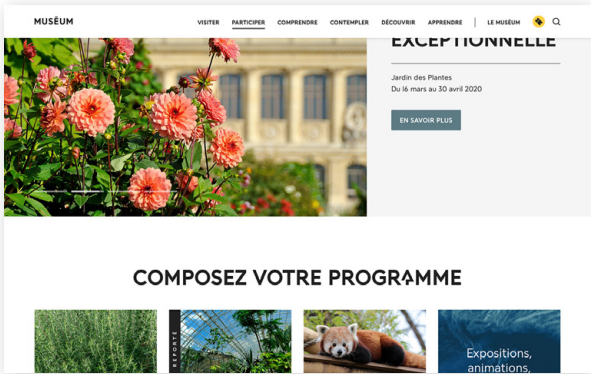 MUSÉUM
VISITER PARTICIPER COMPRENDRE CONTEMPLER DÉCOUVRIR APPRENDRE LE MUSÉUM
EXCEPTIONNELLE
Jardin des Plantes
Du 16 mars au 30 avril 2020
EN SAVOIR PLUS
COMPOSEZ VOTRE PROGRAMME
REPORTÉ
Expositions,
animations,